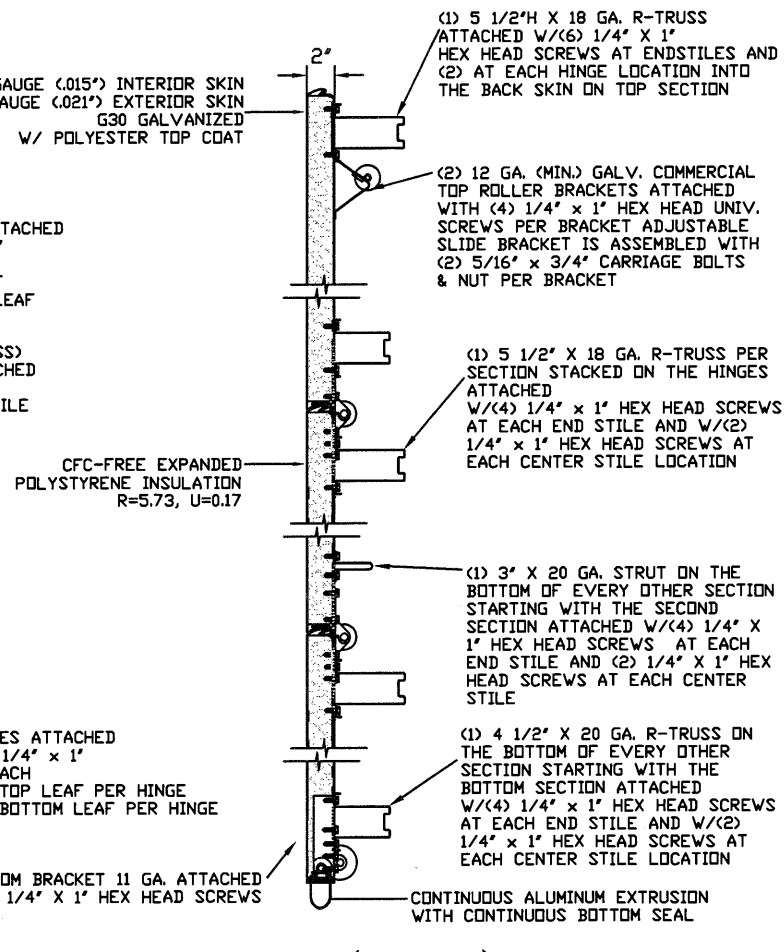 (1) 5 1/2"H X 18 GA. R-TRUSS
ATTACHED W/(6) 1/4" X 1"
HEX HEAD SCREWS AT ENDSTILES AND
(2) AT EACH HINGE LOCATION INTO
THE BACK SKIN ON TOP SECTION
2"
GAUGE (.015") INTERIOR SKIN
GAUGE (.021") EXTERIOR SKIN
G30 GALVANIZED
W/ POLYESTER TOP COAT
(2) 12 GA. (MIN.) GALV. COMMERCIAL
TOP ROLLER BRACKETS ATTACHED
WITH (4) 1/4" x 1" HEX HEAD UNIV.
SCREWS PER BRACKET ADJUSTABLE
SLIDE BRACKET IS ASSEMBLED WITH
(2) 5/16" x 3/4" CARRIAGE BOLTS
& NUT PER BRACKET
TACHED
LEAF
SS)
CHED
ILE
(1) 5 1/2" X 18 GA. R-TRUSS PER
SECTION STACKED ON THE HINGES
ATTACHED
W/(4) 1/4" x 1" HEX HEAD SCREWS
AT EACH END STILE AND W/(2)
1/4" x 1" HEX HEAD SCREWS AT
EACH CENTER STILE LOCATION
CFC-FREE EXPANDED
POLYSTYRENE INSULATION
R=5.73, U=0.17
(1) 3" X 20 GA. STRUT ON THE
BOTTOM OF EVERY OTHER SECTION
STARTING WITH THE SECOND
SECTION ATTACHED W/(4) 1/4" X
1" HEX HEAD SCREWS AT EACH
END STILE AND (2) 1/4" X 1" HEX
HEAD SCREWS AT EACH CENTER
STILE
ES ATTACHED
1/4" x 1"
ACH
TOP LEAF PER HINGE
BOTTOM LEAF PER HINGE
(1) 4 1/2" X 20 GA. R-TRUSS ON
THE BOTTOM OF EVERY OTHER
SECTION STARTING WITH THE
BOTTOM SECTION ATTACHED
W/(4) 1/4" x 1" HEX HEAD SCREWS
AT EACH END STILE AND W/(2)
1/4" x 1" HEX HEAD SCREWS AT
EACH CENTER STILE LOCATION
OM BRACKET 11 GA. ATTACHED
1/4" X 1" HEX HEAD SCREWS
CONTINUOUS ALUMINUM EXTRUSION
WITH CONTINUOUS BOTTOM SEAL